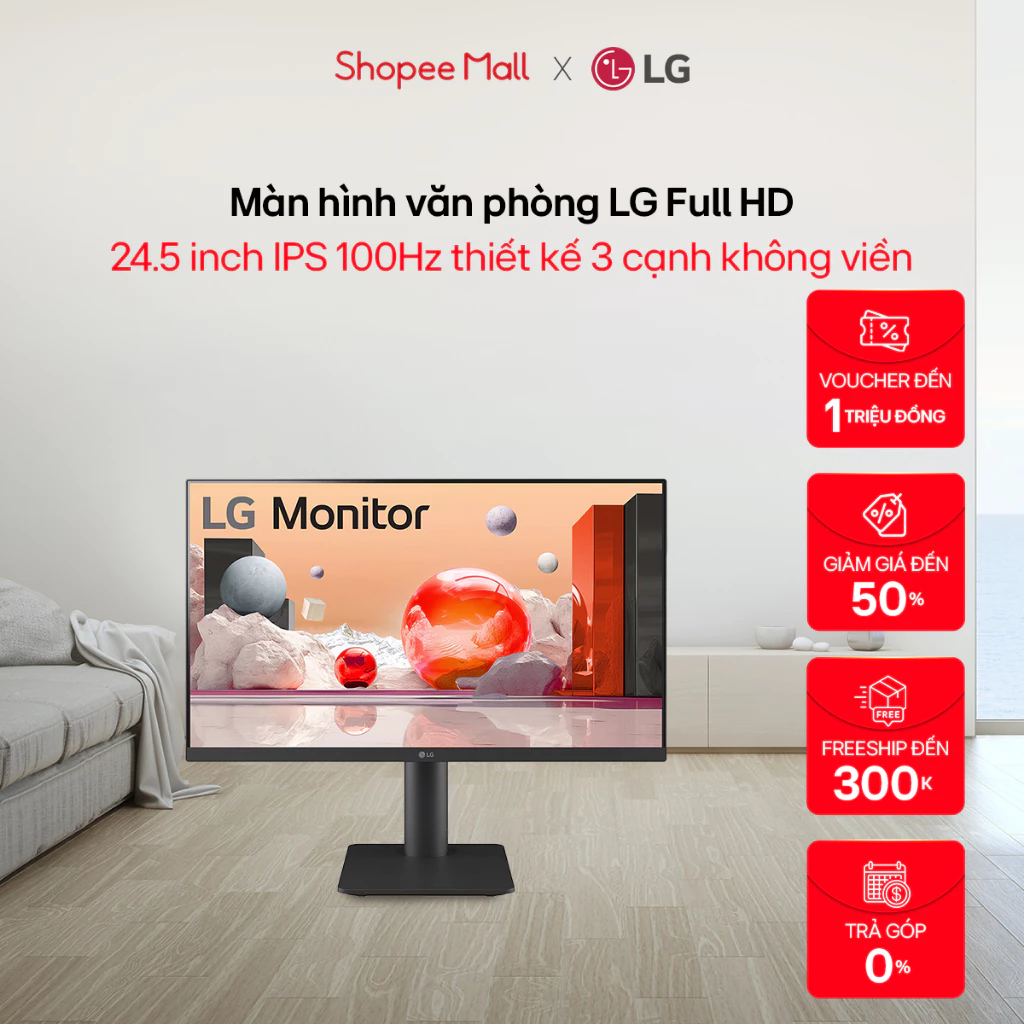 Shopee Mall X LG
Màn hình văn phòng LG Full HD
24.5 inch IPS 100Hz thiết kế 3 cạnh không viền
VOUCHER ĐẾN
1 TRIỆU ĐỒNG
GIẢM GIÁ ĐẾN
50%
FREE
FREESHIP ĐẾN
300K
TRẢ GÓP
0%
LG Monitor
LG